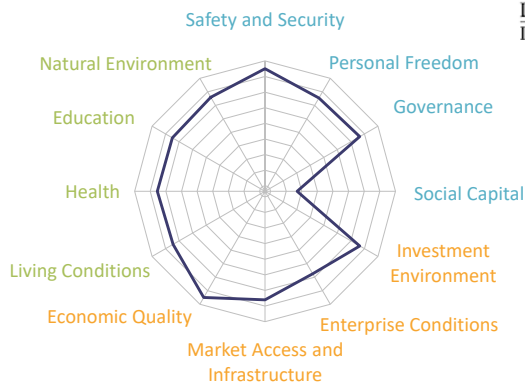 Safety and Security
Natural Environment
Personal Freedom
Education
Governance
Health
Social Capital
Investment
Environment
Living Conditions
Economic Quality
Enterprise Conditions
Market Access and
Infrastructure